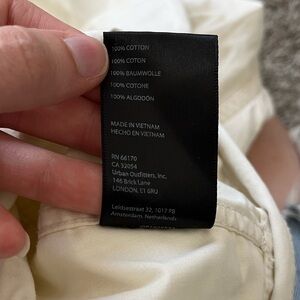 100% COTTON
100% COTON
100% BAUMWOLLE
100% COTONE
100% ALGODÓN
MADE IN VIETNAM
HECHO EN VIETNAM
RN 66170
CA 32054
Urban Outfitters, Inc.
146 Brick Lane
LONDON, E1 6RU
Leidsestraat 32, 1017 PB
Amsterdam, Netherlands